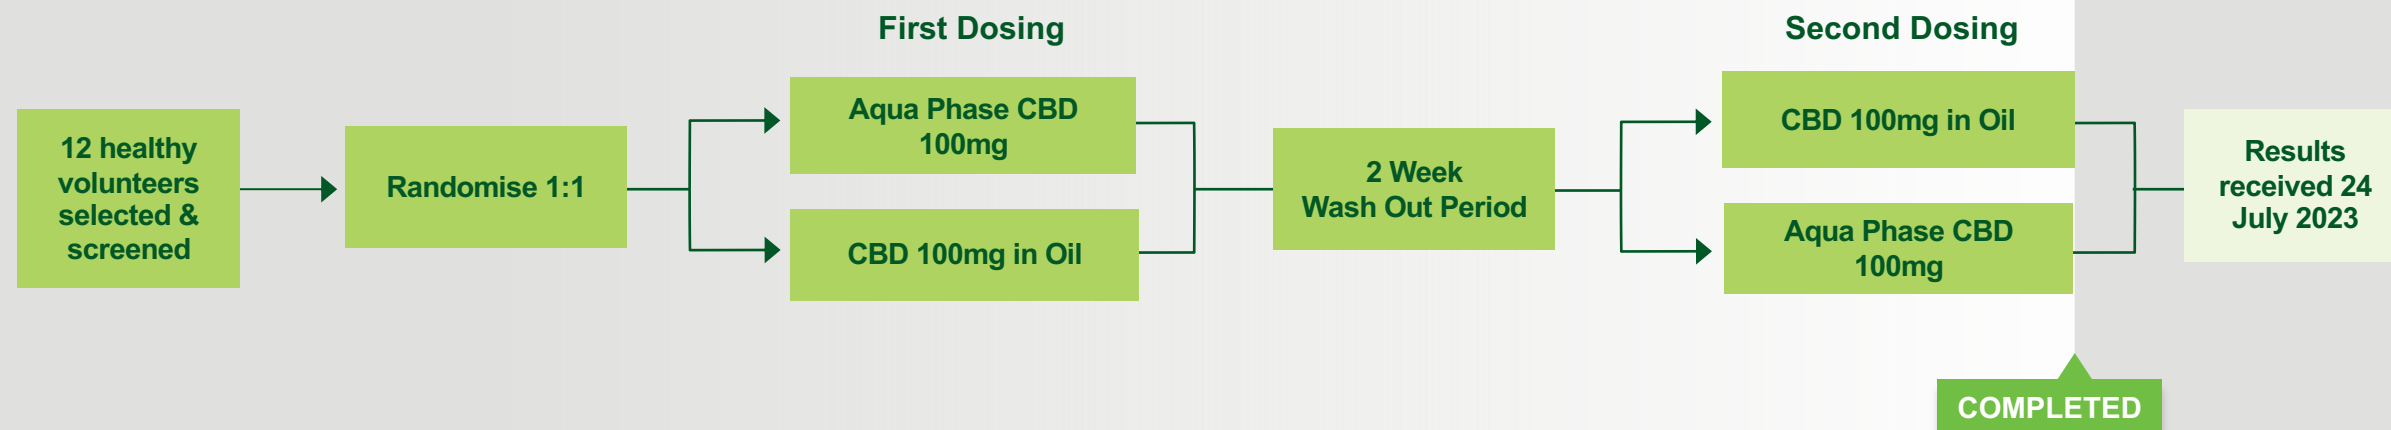 First Dosing
Second Dosing
12 healthy
volunteers
selected &
screened
Randomise 1:1
Aqua Phase CBD
100mg
CBD 100mg in Oil
2 Week
Wash Out Period
CBD 100mg in Oil
Aqua Phase CBD
100mg
Results
received 24
July 2023
COMPLETED